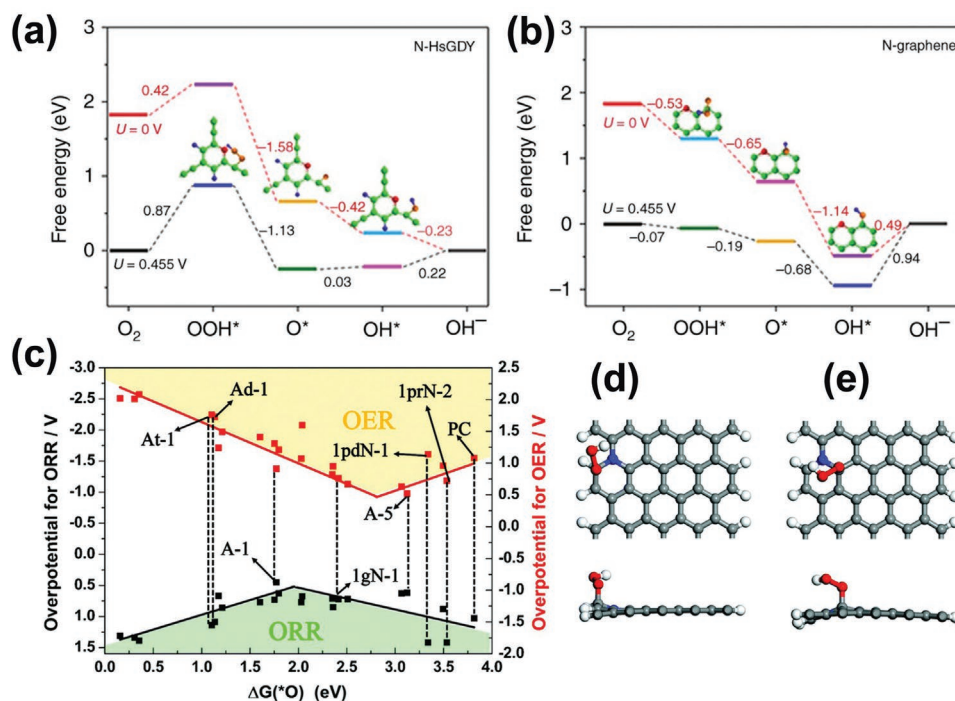 (a)
N-HsGDY
Free energy (eV)
3
2
1
0
0.42
U = 0 V
−1.58
−0.42
−0.23
0.87
−1.13
U = 0.455 V
0.03
0.22
O₂
OOH*
O*
OH*
OH⁻
(b)
N-graphene
Free energy (eV)
3
2
1
0
−1
−0.53
U = 0 V
−0.65
−1.14
0.49
U = 0.455 V
−0.07
−0.19
−0.68
0.94
O₂
OOH*
O*
OH*
OH⁻
(c)
Overpotential for ORR / V
-3.0
-2.5
-2.0
-1.5
-1.0
-0.5
0.0
0.5
1.0
1.5
Ad-1
At-1
OER
1prN-2
PC
1pdN-1
A-5
A-1
1gN-1
ORR
2.5
2.0
1.5
1.0
0.5
0.0
-0.5
-1.0
-1.5
-2.0
Overpotential for OER / V
0.0 0.5 1.0 1.5 2.0 2.5 3.0 3.5 4.0
ΔG(*O) (eV)
(d)
(e)